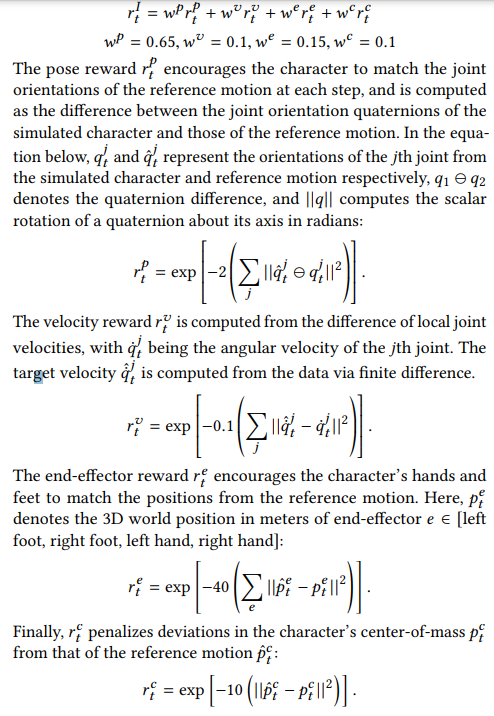 r_t^I = w^p r_t^p + w^v r_t^v + w^e r_t^e + w^c r_t^c
w^p = 0.65, w^v = 0.1, w^e = 0.15, w^c = 0.1
The pose reward r_t^p encourages the character to match the joint
orientations of the reference motion at each step, and is computed
as the difference between the joint orientation quaternions of the
simulated character and those of the reference motion. In the equa-
tion below, q_t^j and q̂_t^j represent the orientations of the jth joint from
the simulated character and reference motion respectively, q_1 ⊖ q_2
denotes the quaternion difference, and ||q|| computes the scalar
rotation of a quaternion about its axis in radians:
r_t^p = exp [ −2 ( ∑_j ||q̂_t^j ⊖ q_t^j||^2 ) ] .
The velocity reward r_t^v is computed from the difference of local joint
velocities, with q̇_t^j being the angular velocity of the jth joint. The
target velocity q̇̂_t^j is computed from the data via finite difference.
r_t^v = exp [ −0.1 ( ∑_j ||q̇̂_t^j − q̇_t^j||^2 ) ] .
The end-effector reward r_t^e encourages the character's hands and
feet to match the positions from the reference motion. Here, p_t^e
denotes the 3D world position in meters of end-effector e ∈ [left
foot, right foot, left hand, right hand]:
r_t^e = exp [ −40 ( ∑_e ||p̂_t^e − p_t^e||^2 ) ] .
Finally, r_t^c penalizes deviations in the character's center-of-mass p_t^c
from that of the reference motion p̂_t^c:
r_t^c = exp [ −10 ( ||p̂_t^c − p_t^c||^2 ) ] .